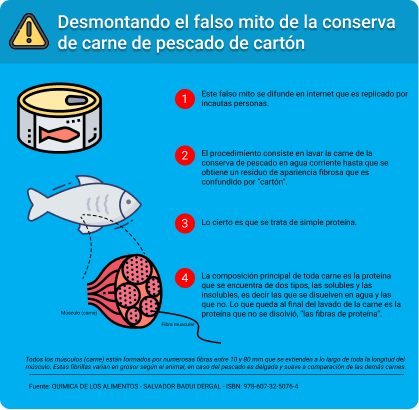 Desmontando el falso mito de la conserva
de carne de pescado de cartón
1
Este falso mito se difunde en internet que es replicado por
incautas personas.
2
El procedimiento consiste en lavar la carne de la
conserva de pescado en agua corriente hasta que se
obtiene un residuo de apariencia fibrosa que es
confundido por “cartón”.
3
Lo cierto es que se trata de simple proteína.
4
La composición principal de toda carne es la proteína
que se encuentra de dos tipos, las solubles y las
insolubles, es decir las que se disuelven en agua y las
que no. Lo que queda al final del lavado de la carne es la
proteína que no se disolvió, “las fibras de proteína”.
Músculo (carne)
Fibra muscular
Todos los músculos (carne) están formados por numerosas fibras entre 10 y 80 mm que se extienden a lo largo de toda la longitud del
músculo. Estas fibrillas varían en grosor según el animal, en caso del pescado es delgada y suave a comparación de las demás carnes.
Fuente: QUIMICA DE LOS ALIMENTOS - SALVADOR BADUI DERGAL - ISBN: 978-607-32-5076-4